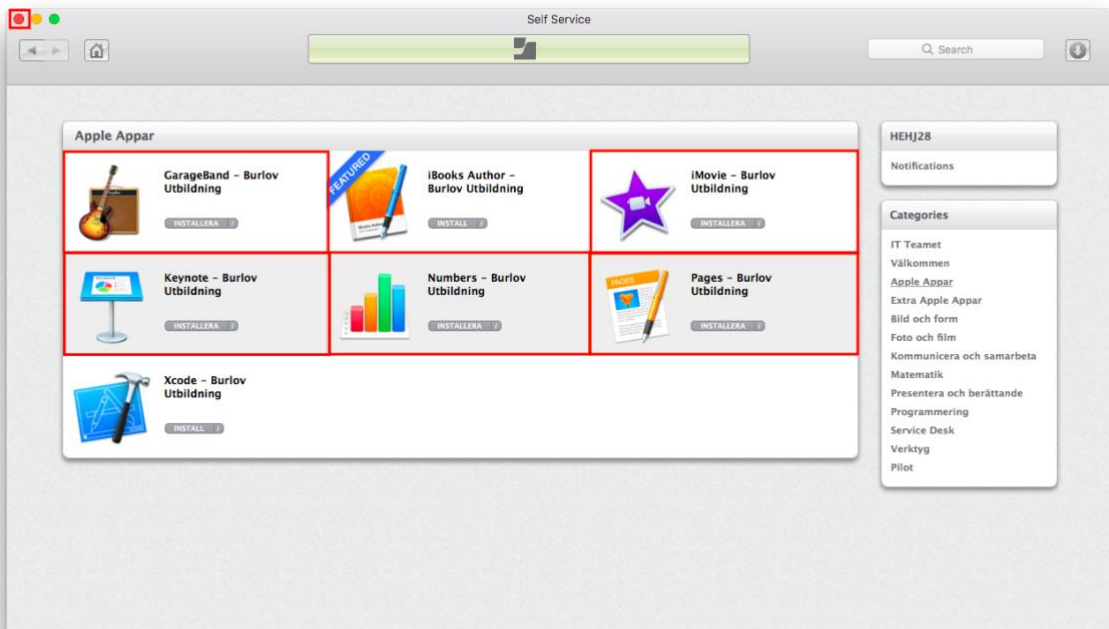 Self Service
Search
Apple Appar
GarageBand – Burlov
Utbildning
INSTALLERA i
FEATURED
iBooks Author –
Burlov Utbildning
INSTALL i
iMovie – Burlov
Utbildning
INSTALLERA i
Keynote – Burlov
Utbildning
INSTALLERA i
Numbers – Burlov
Utbildning
INSTALLERA i
PAGES
Pages – Burlov
Utbildning
INSTALLERA i
Xcode – Burlov
Utbildning
INSTALL i
HEHJ28
Notifications
Categories
IT Teamet
Välkommen
Apple Appar
Extra Apple Appar
Bild och form
Foto och film
Kommunicera och samarbeta
Matematik
Presentera och berättande
Programmering
Service Desk
Verktyg
Pilot